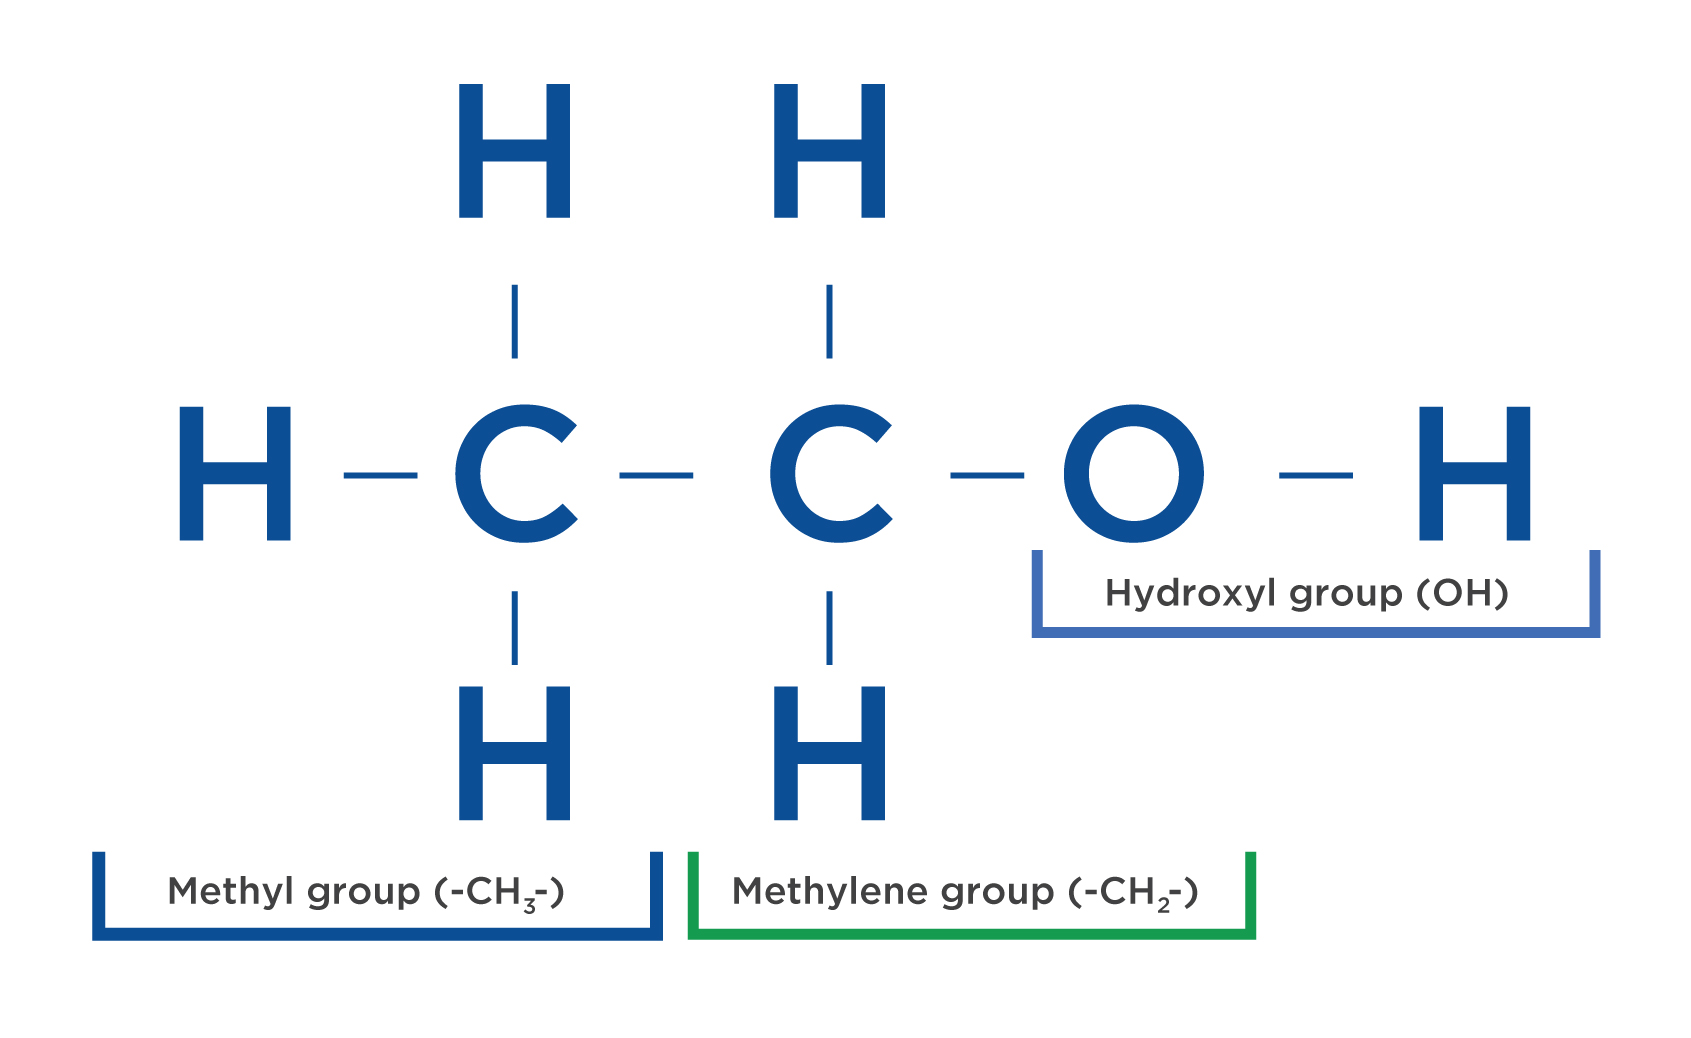 H H
H C C O H
Hydroxyl group (OH)
H H
Methyl group (-CH₃-) Methylene group (-CH₂-)